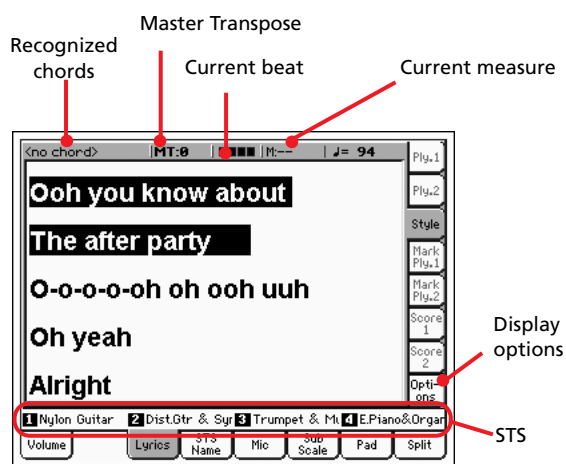 Master Transpose
Recognized
chords
Current beat
Current measure
<no chord> MT:0 M:-- ♩= 94
Ply.1
Ooh you know about
Ply.2
The after party
Style
Mark
Ply.1
O-o-o-o-oh oh ooh uuh
Mark
Ply.2
Oh yeah
Score
1
Score
2
Display
options
Alright
Opti-
ons
1 Nylon Guitar 2 Dist.Gtr & Syr 3 Trumpet & Mu 4 E.Piano&Organ
STS
Volume Lyrics STS
Name Mic Sub
Scale Pad Split